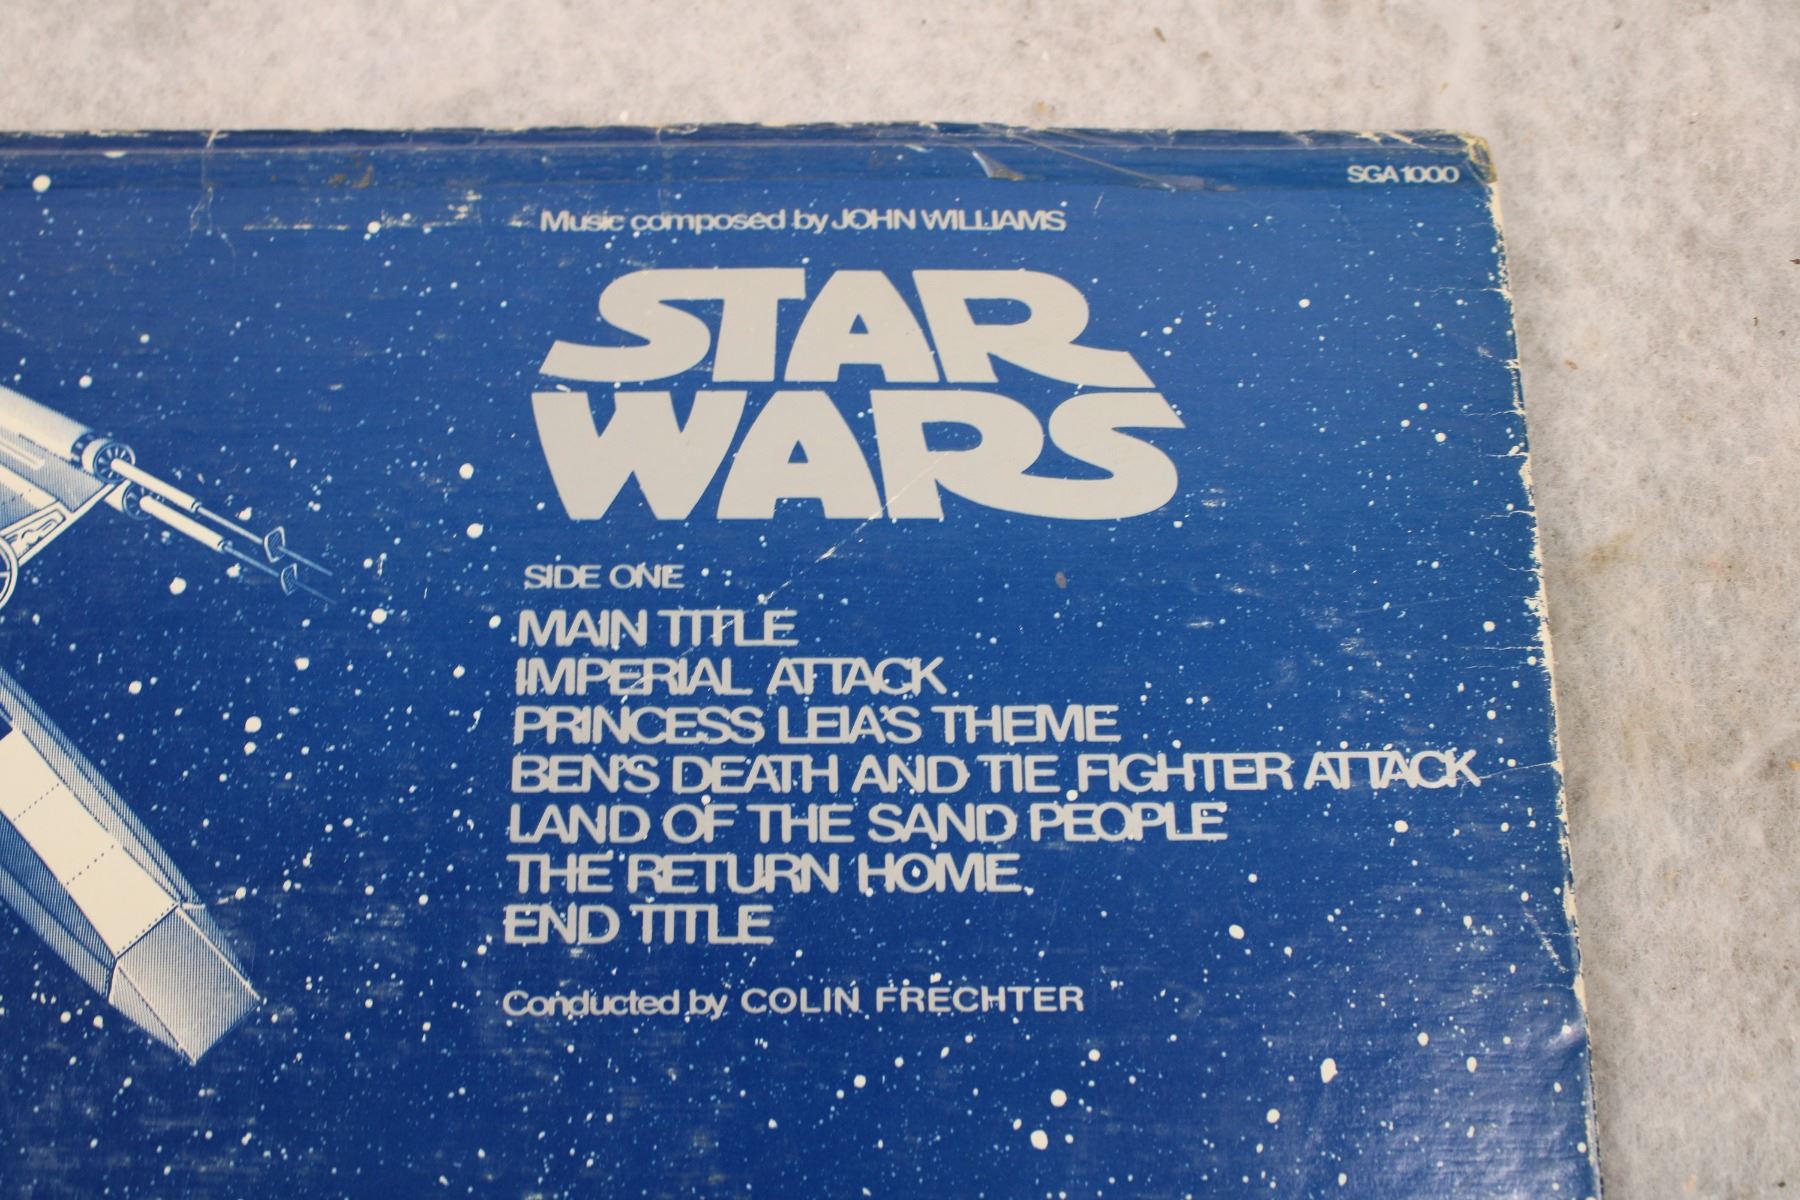 SGA 1000
Music composed by JOHN WILLIAMS
STAR
WARS
SIDE ONE
MAIN TITLE
IMPERIAL ATTACK
PRINCESS LEIA'S THEME
BEN'S DEATH AND TIE FIGHTER ATTACK
LAND OF THE SAND PEOPLE
THE RETURN HOME
END TITLE
Conducted by COLIN FRECHTER